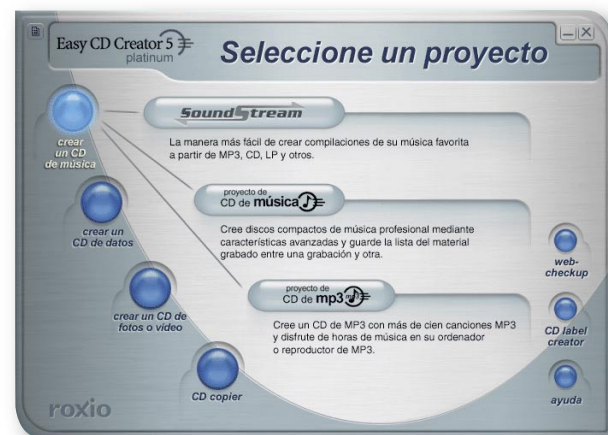 Easy CD Creator 5
platinum
Seleccione un proyecto
crear
un CD
de música
SoundStream
La manera más fácil de crear compilaciones de su música favorita
a partir de MP3, CD, LP y otros.
proyecto de
CD de música
Cree discos compactos de música profesional mediante
características avanzadas y guarde la lista del material
grabado entre una grabación y otra.
crear un
CD de datos
proyecto de
CD de mp3
Cree un CD de MP3 con más de cien canciones MP3
y disfrute de horas de música en su ordenador
o reproductor de MP3.
crear un CD de
fotos o vídeo
CD copier
web-
checkup
CD label
creator
ayuda
roxio